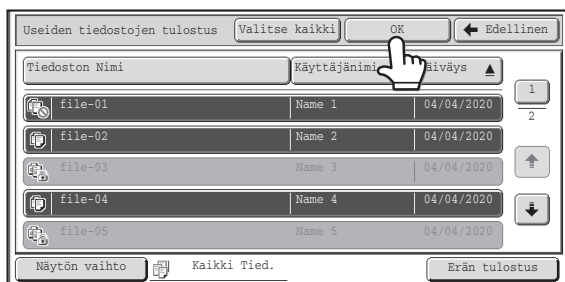 Useiden tiedostojen tulostus Valitse kaikki OK Edellinen
Tiedoston Nimi Käyttäjänimi äiväys
1
file-01 Name 1 04/04/2020
2
file-02 Name 2 04/04/2020
file-03 Name 3 04/04/2020
file-04 Name 4 04/04/2020
file-05 Name 5 04/04/2020
Näytön vaihto Kaikki Tied. Erän tulostus